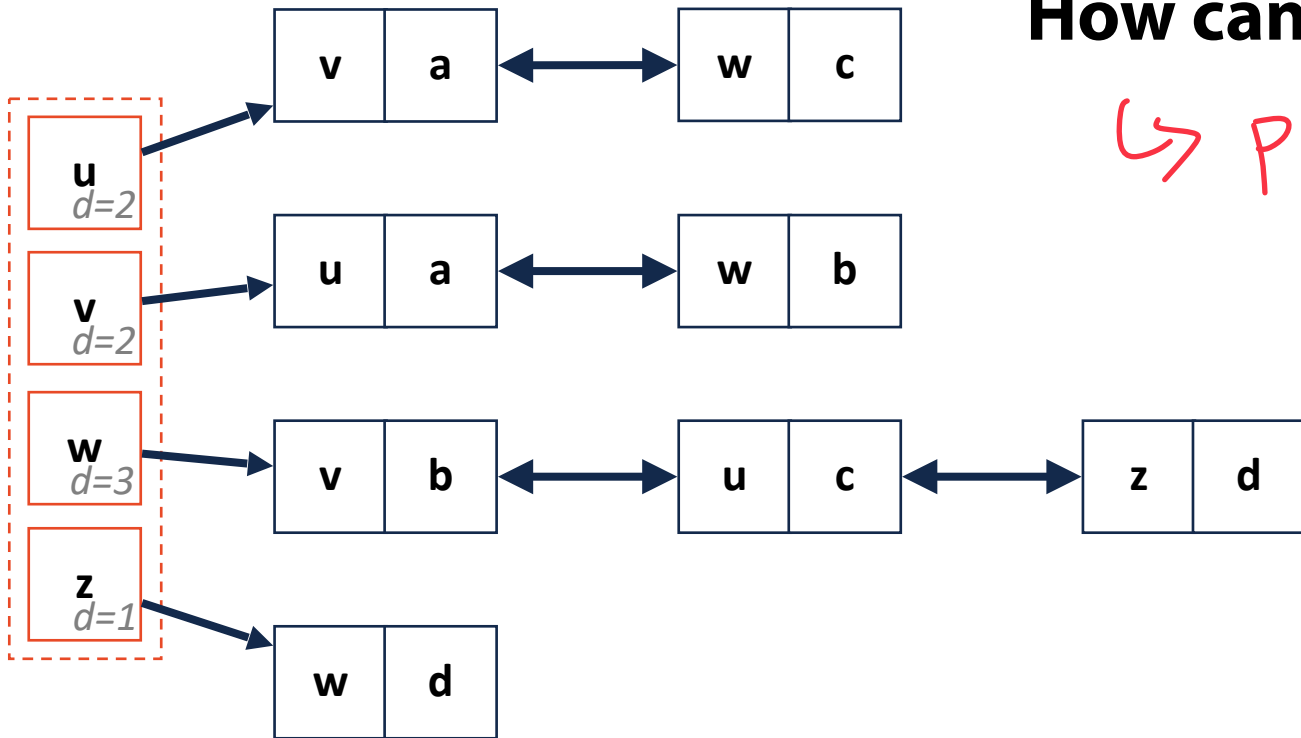 How can
P
v a w c
u
d=2
u a w b
v
d=2
v b u c z d
w
d=3
w d
z
d=1